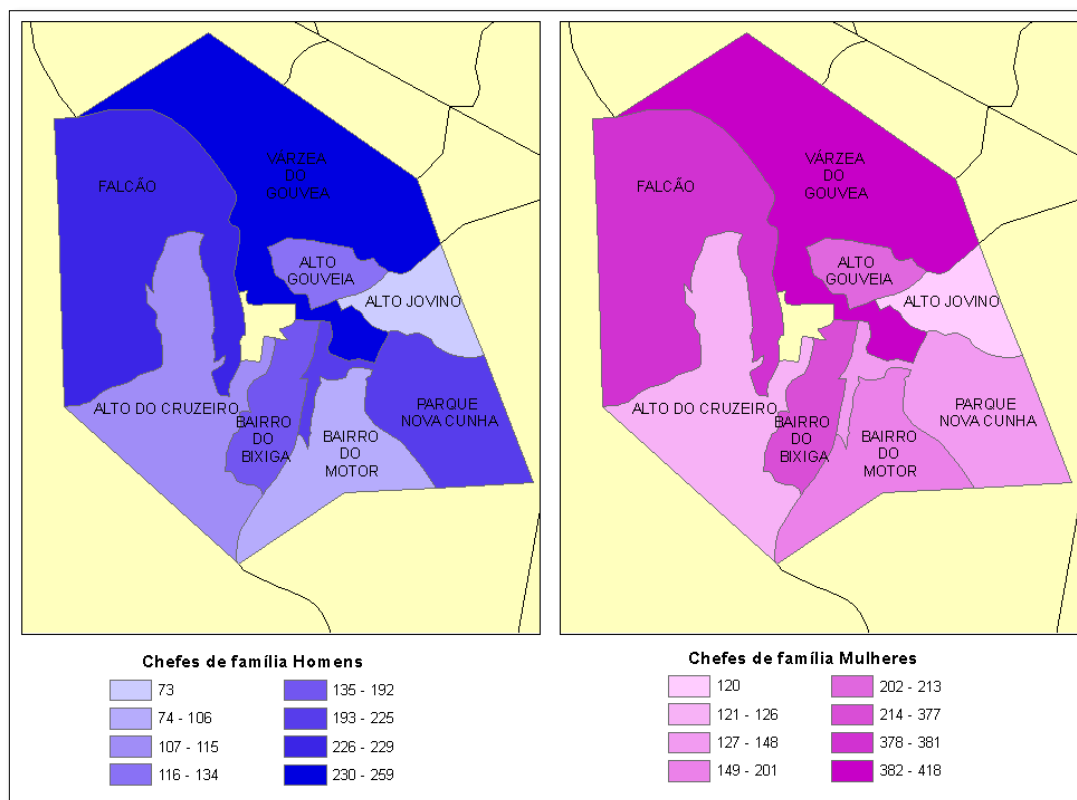 VÁRZEA
DO
GOUVEA
FALCÃO
ALTO
GOUVEIA
ALTO JOVINO
ALTO DO CRUZEIRO
BAIRRO
DO
BIXIGA
BAIRRO
DO
MOTOR
PARQUE
NOVA CUNHA
VÁRZEA
DO
GOUVEA
FALCÃO
ALTO
GOUVEIA
ALTO JOVINO
ALTO DO CRUZEIRO
BAIRRO
DO
BIXIGA
BAIRRO
DO
MOTOR
PARQUE
NOVA CUNHA
Chefes de família Homens
73
74 - 106
107 - 115
116 - 134
135 - 192
193 - 225
226 - 229
230 - 259
Chefes de família Mulheres
120
121 - 126
127 - 148
149 - 201
202 - 213
214 - 377
378 - 381
382 - 418